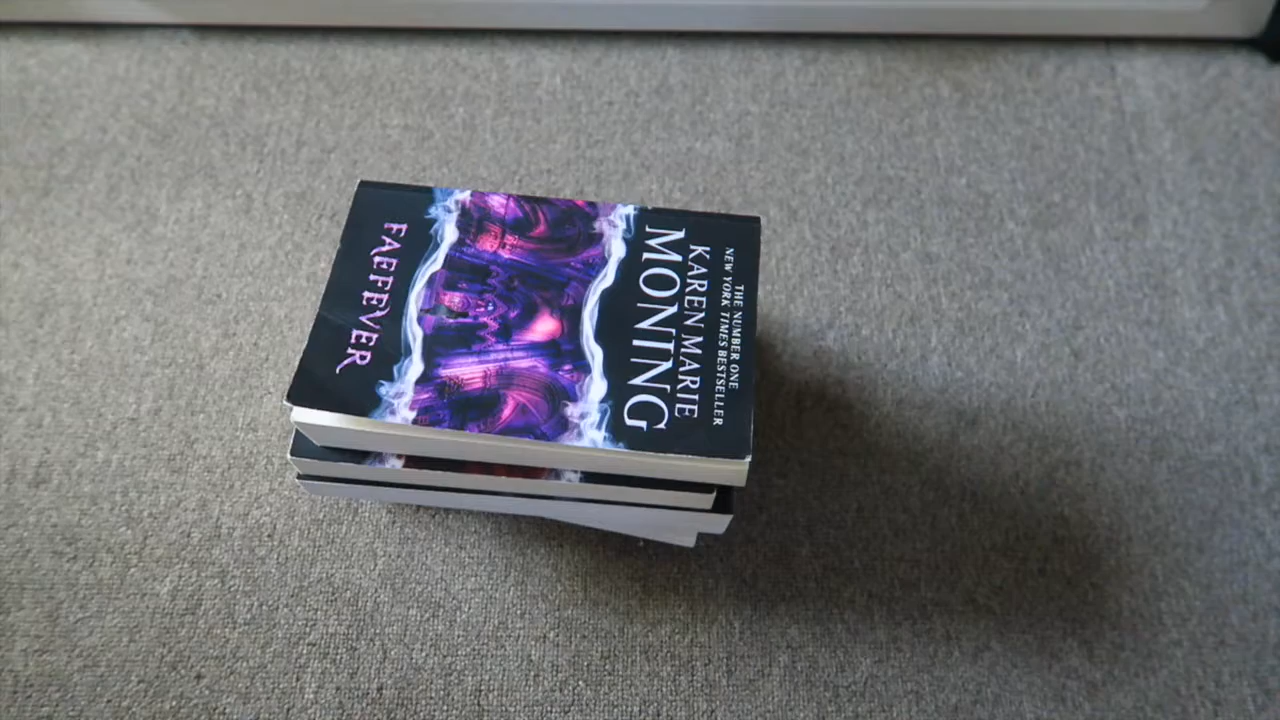 THE NUMBER ONE
NEW YORK TIMES BESTSELLER
KAREN MARIE
MONING
FAEFEVER